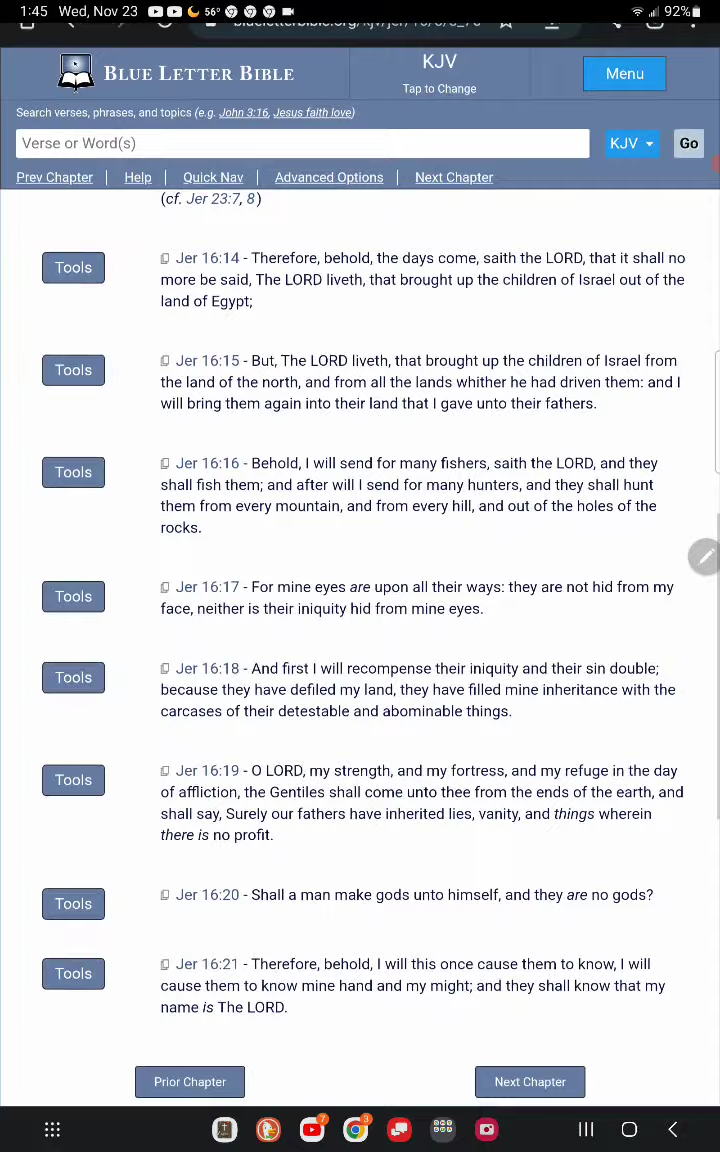 1:45 Wed, Nov 23 56° 92%
BLUE LETTER BIBLE
KJV
Tap to Change
Menu
Search verses, phrases, and topics (e.g. John 3:16, Jesus faith love)
Verse or Word(s)
KJV
Go
Prev Chapter | Help | Quick Nav | Advanced Options | Next Chapter
(cf. Jer 23:7, 8)
Tools
Jer 16:14 - Therefore, behold, the days come, saith the LORD, that it shall no
more be said, The LORD liveth, that brought up the children of Israel out of the
land of Egypt;
Tools
Jer 16:15 - But, The LORD liveth, that brought up the children of Israel from
the land of the north, and from all the lands whither he had driven them: and I
will bring them again into their land that I gave unto their fathers.
Tools
Jer 16:16 - Behold, I will send for many fishers, saith the LORD, and they
shall fish them; and after will I send for many hunters, and they shall hunt
them from every mountain, and from every hill, and out of the holes of the
rocks.
Tools
Jer 16:17 - For mine eyes are upon all their ways: they are not hid from my
face, neither is their iniquity hid from mine eyes.
Tools
Jer 16:18 - And first I will recompense their iniquity and their sin double;
because they have defiled my land, they have filled mine inheritance with the
carcases of their detestable and abominable things.
Tools
Jer 16:19 - O LORD, my strength, and my fortress, and my refuge in the day
of affliction, the Gentiles shall come unto thee from the ends of the earth, and
shall say, Surely our fathers have inherited lies, vanity, and things wherein
there is no profit.
Tools
Jer 16:20 - Shall a man make gods unto himself, and they are no gods?
Tools
Jer 16:21 - Therefore, behold, I will this once cause them to know, I will
cause them to know mine hand and my might; and they shall know that my
name is The LORD.
Prior Chapter
Next Chapter
7
3